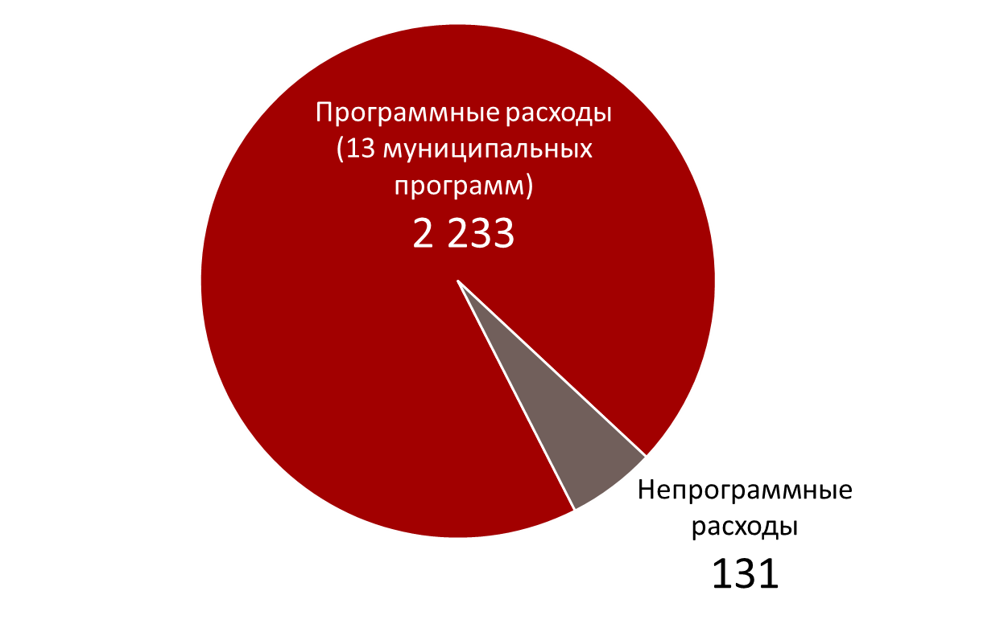 Программные расходы
(13 муниципальных
программ)
2 233
Непрограммные
расходы
131